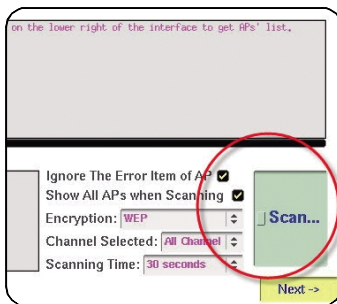 on the lower right of the interface to get APs' list.
Ignore The Error Item of AP
Show All APs when Scanning
Encryption: WEP
Scan...
Channel Selected: All Channel
Scanning Time: 30 seconds
Next ->